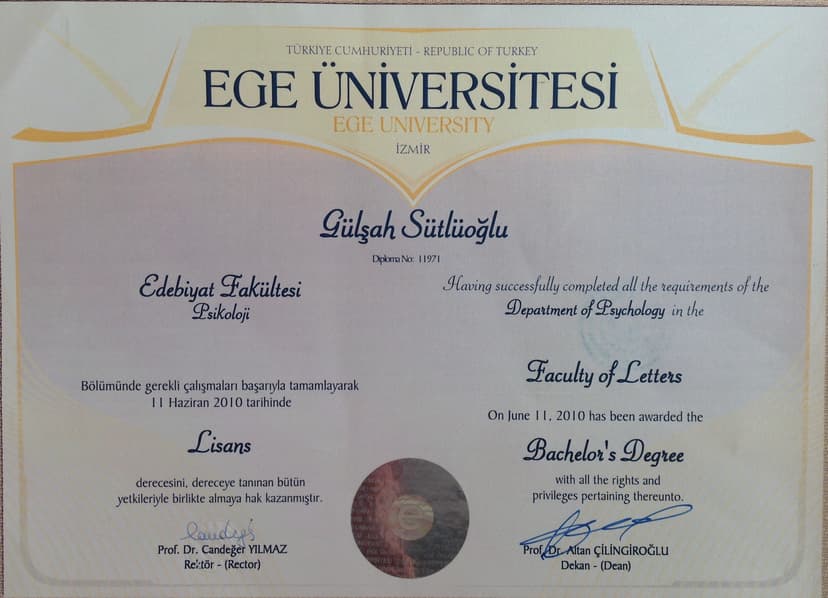 TÜRKİYE CUMHURİYETİ - REPUBLIC OF TURKEY
EGE ÜNİVERSİTESİ
EGE UNIVERSITY
İZMİR
Gülşah Sütlüoğlu
Diploma No: 11971
Edebiyat Fakültesi
Psikoloji
Bölümünde gerekli çalışmaları başarıyla tamamlayarak
11 Haziran 2010 tarihinde
Lisans
derecesini, dereceye tanınan bütün
yetkileriyle birlikte almaya hak kazanmıştır.
Prof. Dr. Candeğer YILMAZ
Rektör - (Rector)
Having successfully completed all the requirements of the
Department of Psychology in the
Faculty of Letters
On June 11, 2010 has been awarded the
Bachelor's Degree
with all the rights and
privileges pertaining thereunto.
Prof. Dr. Altan ÇİLİNGİROĞLU
Dekan - (Dean)